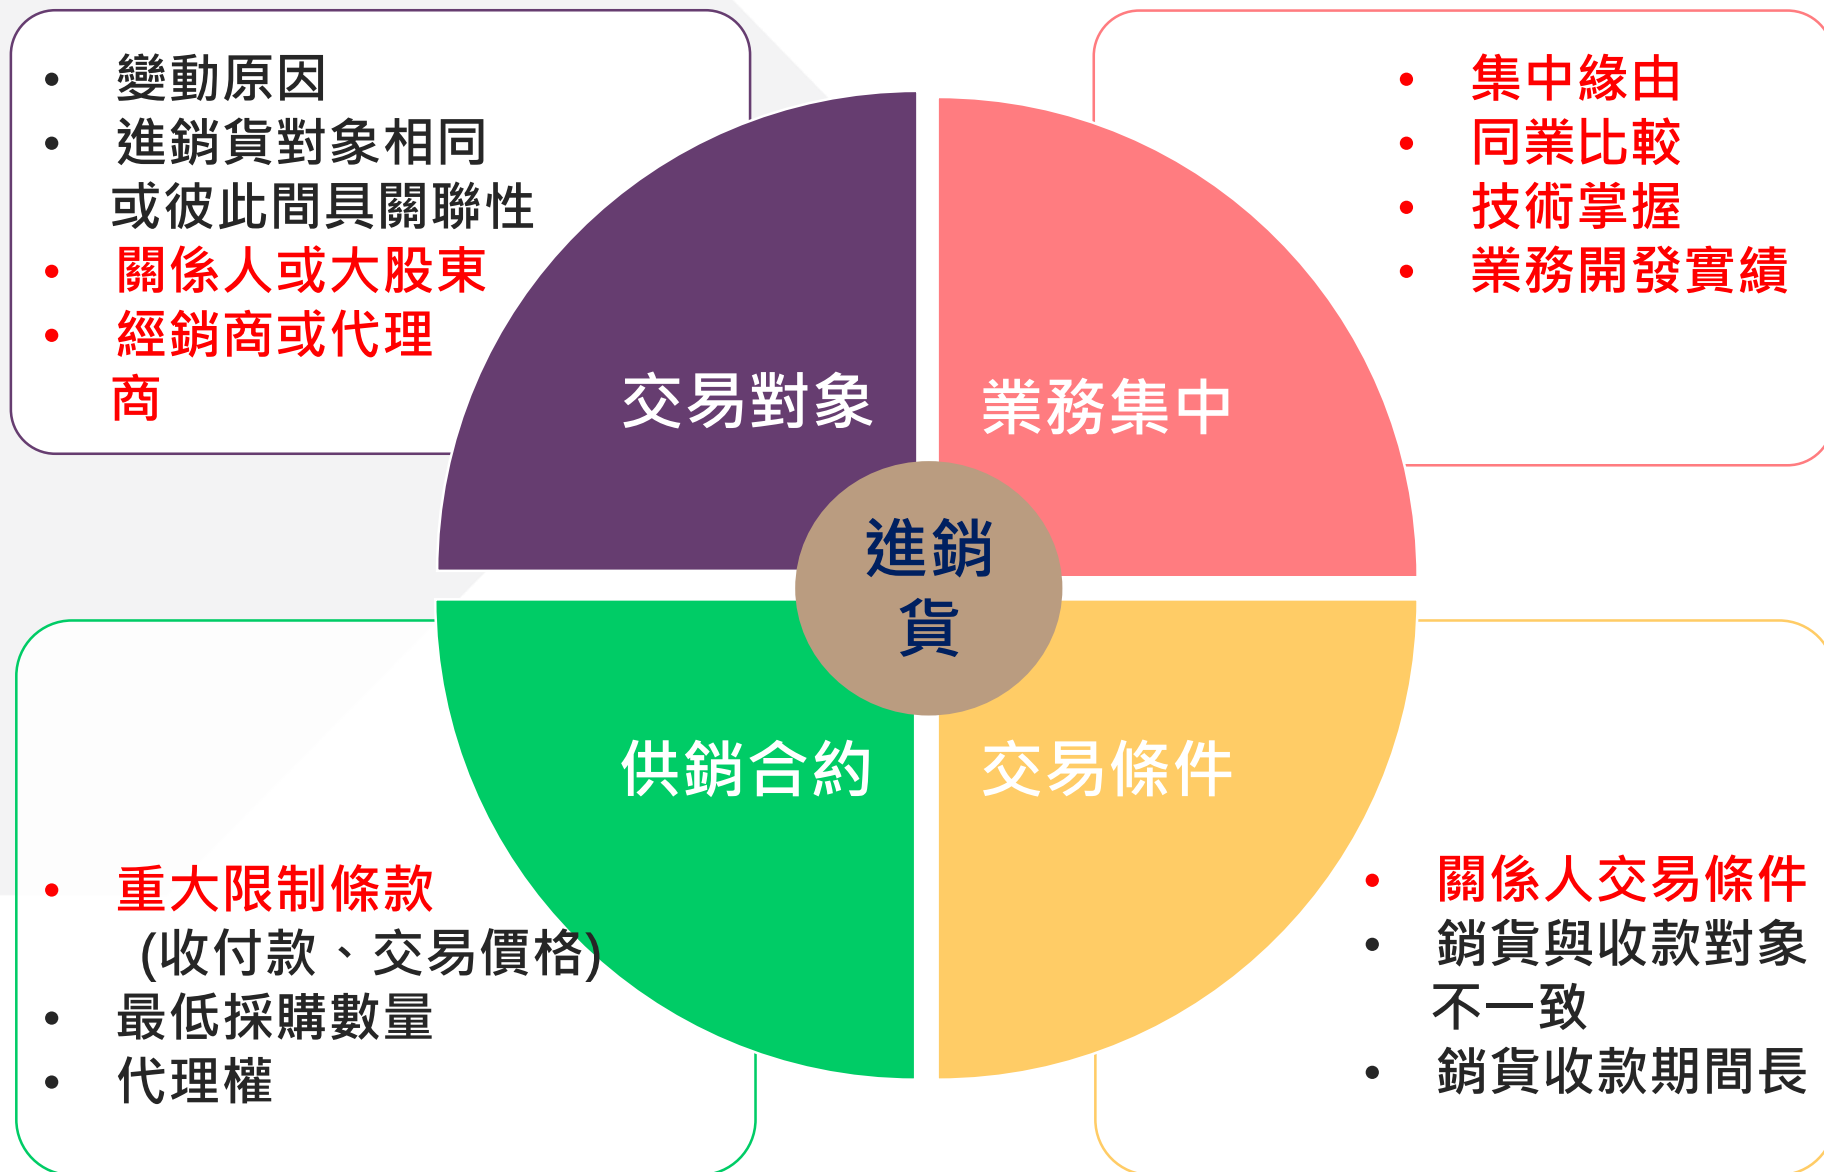 • 變動原因
• 進銷貨對象相同
或彼此間具關聯性
• 關係人或大股東
• 經銷商或代理
商
• 集中緣由
• 同業比較
• 技術掌握
• 業務開發實績
交易對象
業務集中
進銷
貨
供銷合約
交易條件
• 重大限制條款
(收付款、交易價格)
• 最低採購數量
• 代理權
• 關係人交易條件
• 銷貨與收款對象
不一致
• 銷貨收款期間長